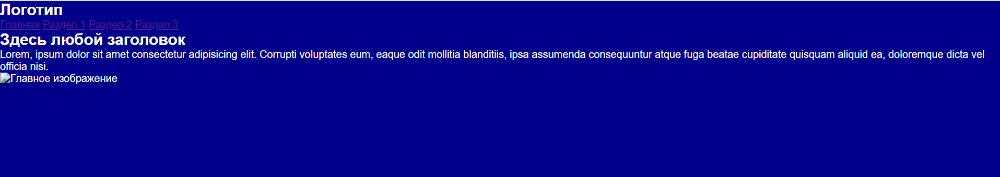 Логотип
Главная Раздел 1 Раздел 2 Раздел 3
Здесь любой заголовок
Lorem, ipsum dolor sit amet consectetur adipisicing elit. Corrupti voluptates eum, eaque odit mollitia blanditiis, ipsa assumenda consequuntur atque fuga beatae cupiditate quisquam aliquid ea, doloremque dicta vel
officia nisi.
Главное изображение